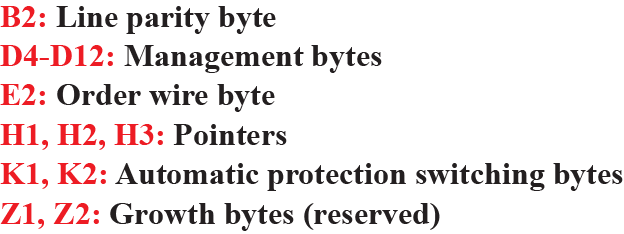 B2: Line parity byte
D4-D12: Management bytes
E2: Order wire byte
H1, H2, H3: Pointers
K1, K2: Automatic protection switching bytes
Z1, Z2: Growth bytes (reserved)